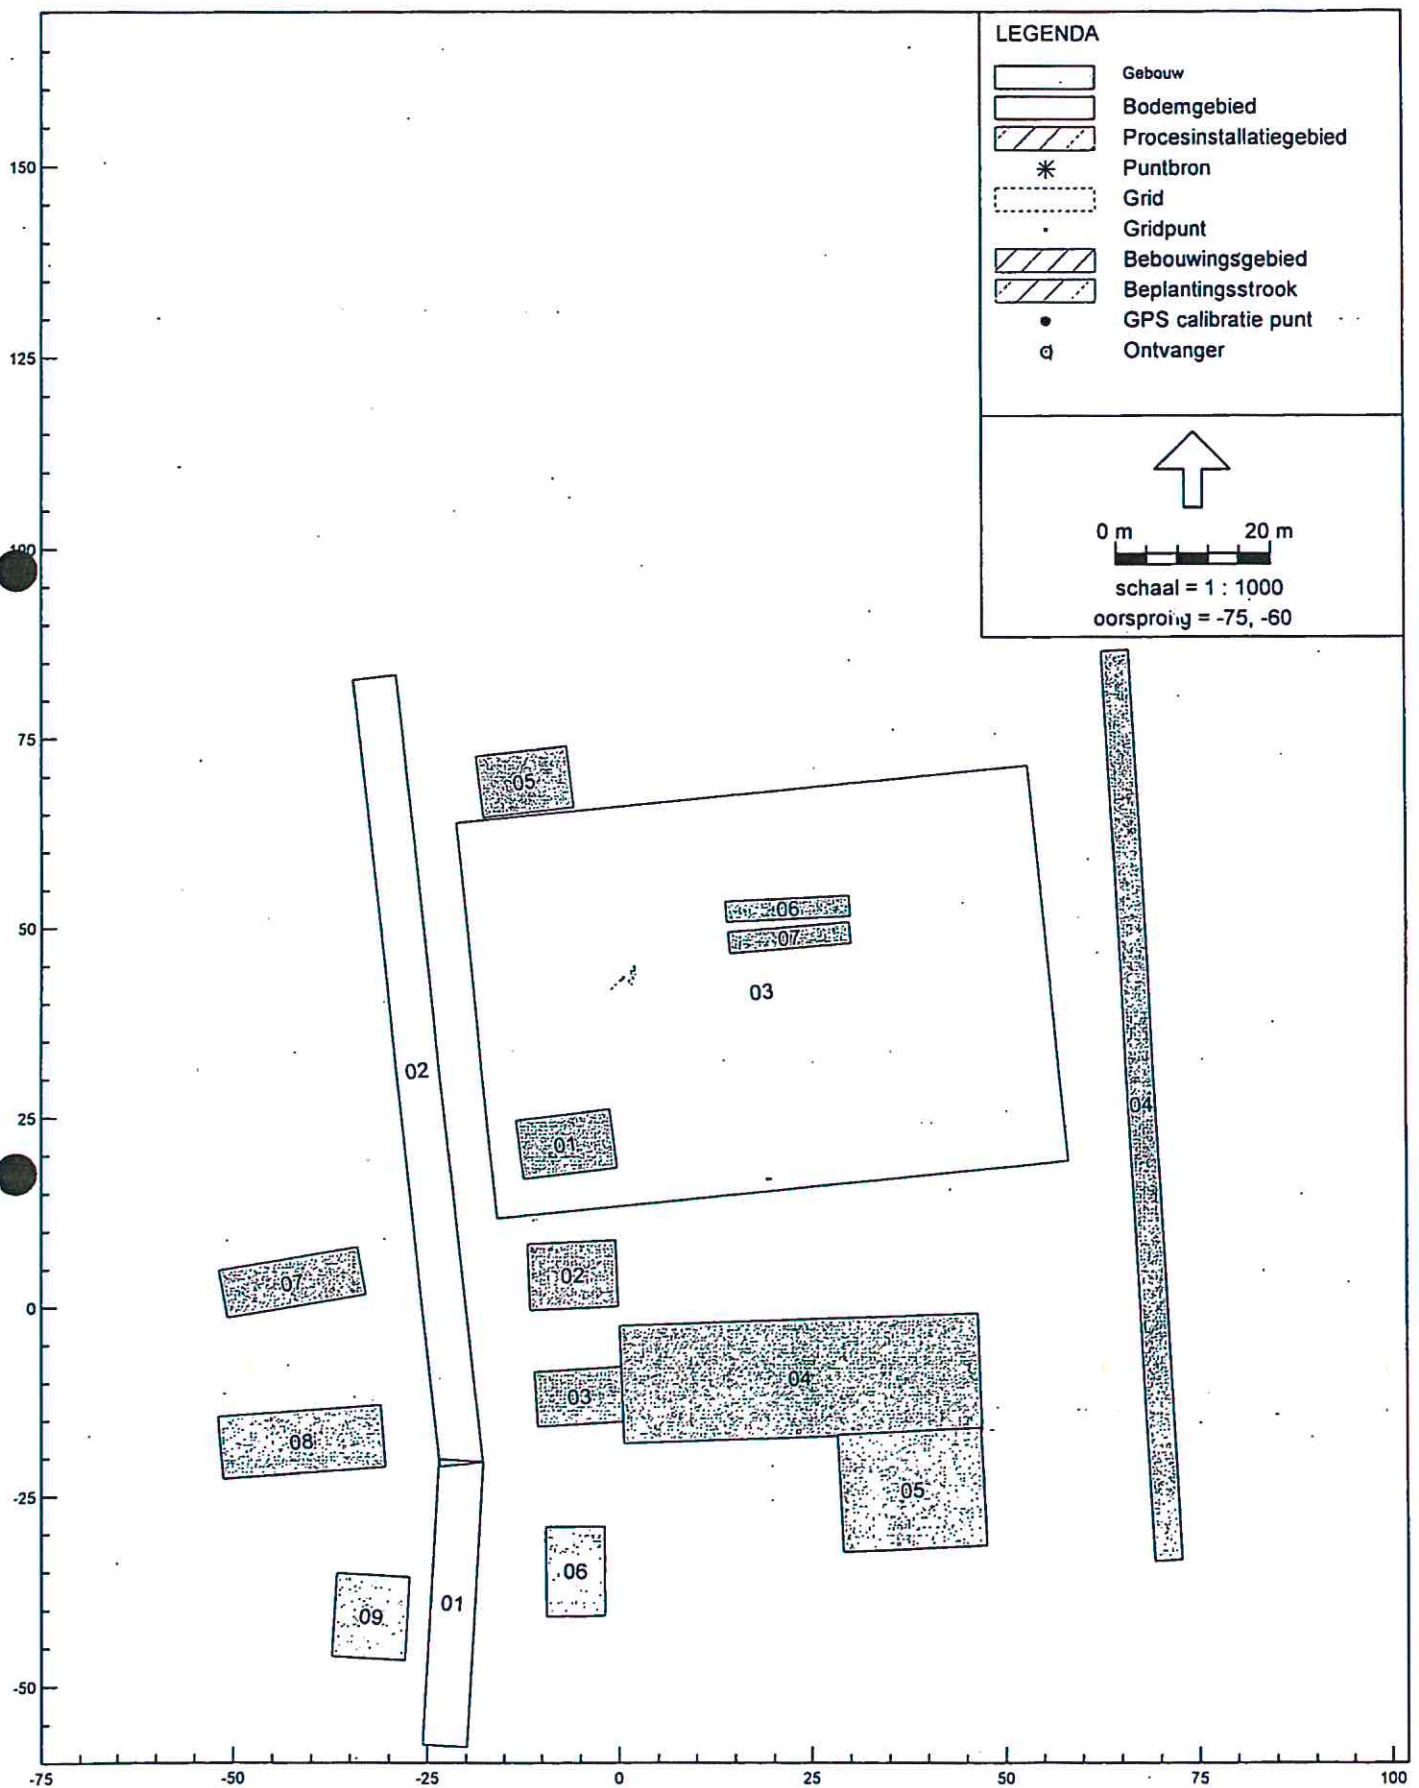 LEGENDA
Gebouw
Bodemgebied
Procesinstallatiegebied
Puntbron
Grid
Gridpunt
Bebouwingsgebied
Beplantingsstrook
GPS calibratie punt
Ontvanger
0 m 20 m
schaal = 1 : 1000
oorsprong = -75, -60
150
125
100
75
50
25
0
-25
-50
05
06
07
03
02
04
01
07
02
04
03
08
05
06
01
09
-75 -50 -25 0 25 50 75 100